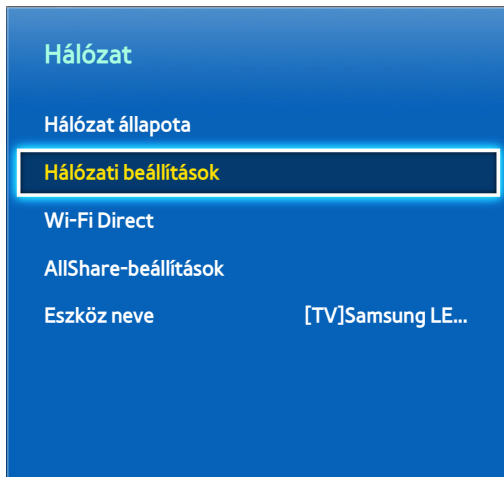 Hálózat
Hálózat állapota
Hálózati beállítások
Wi-Fi Direct
AllShare-beállítások
Eszköz neve [TV]Samsung LE...